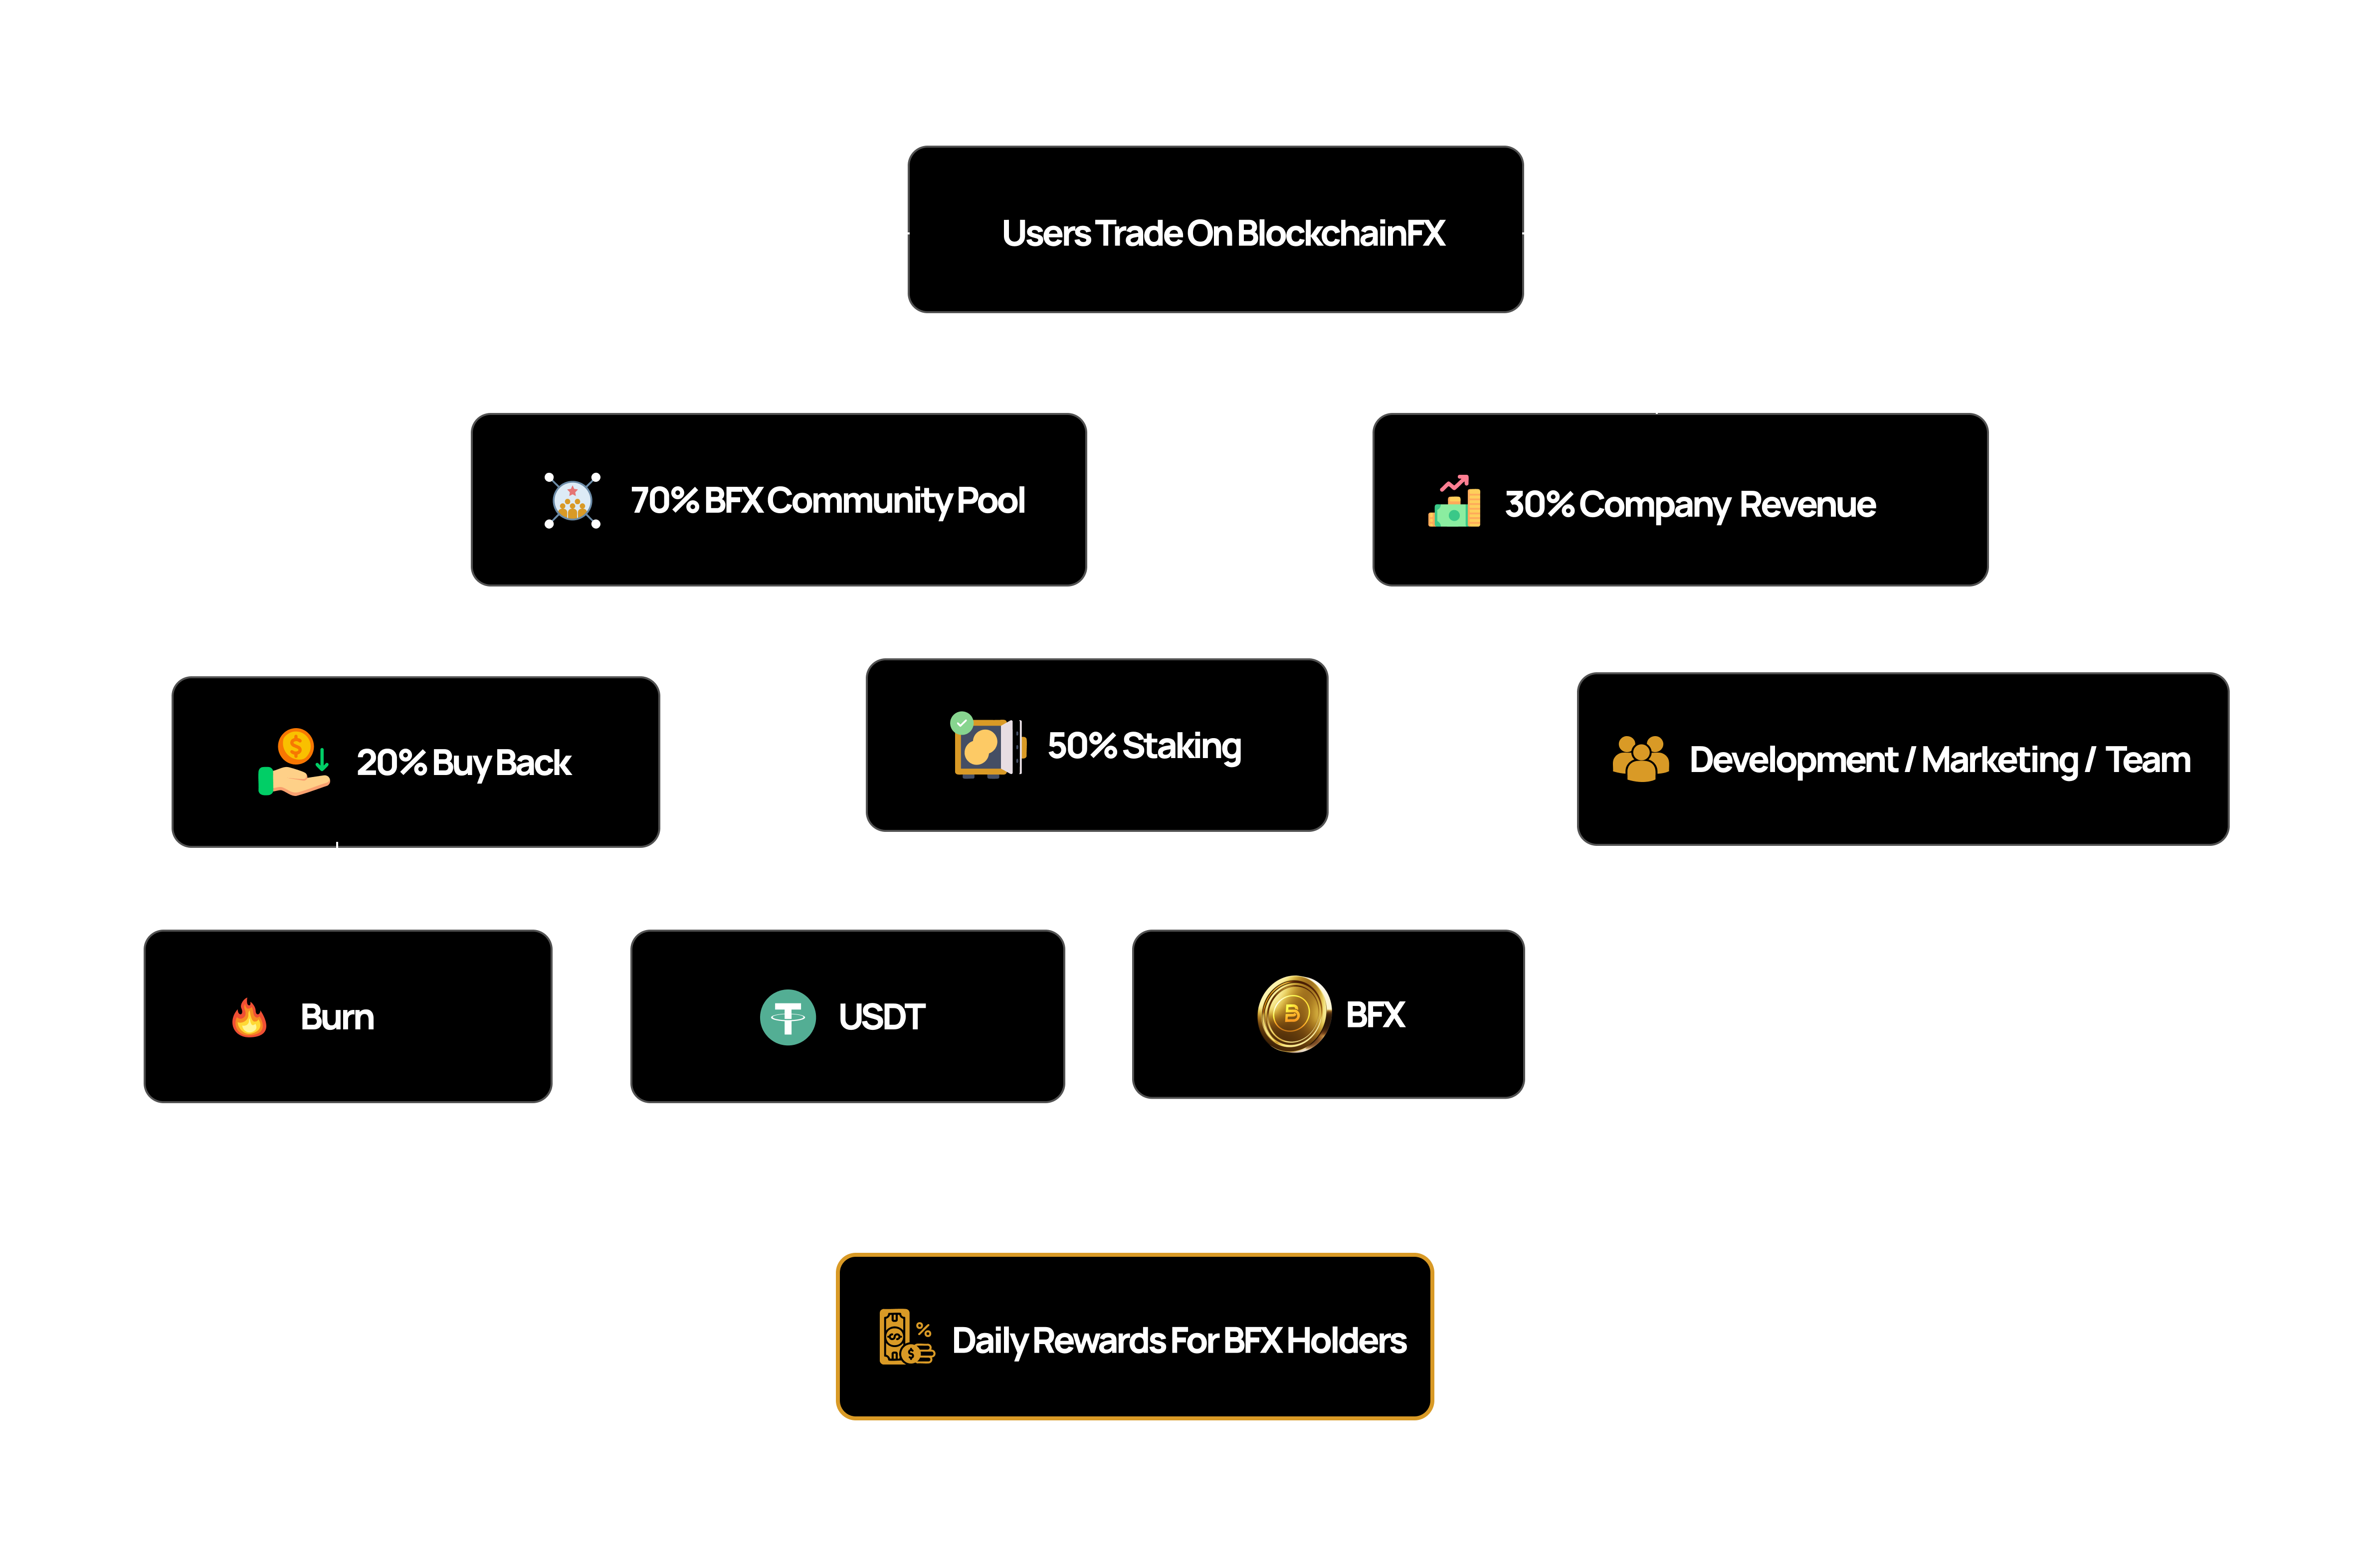 Users Trade On BlockchainFX
70% BFX Community Pool
30% Company Revenue
20% Buy Back
50% Staking
Development / Marketing / Team
Burn
USDT
BFX
Daily Rewards For BFX Holders